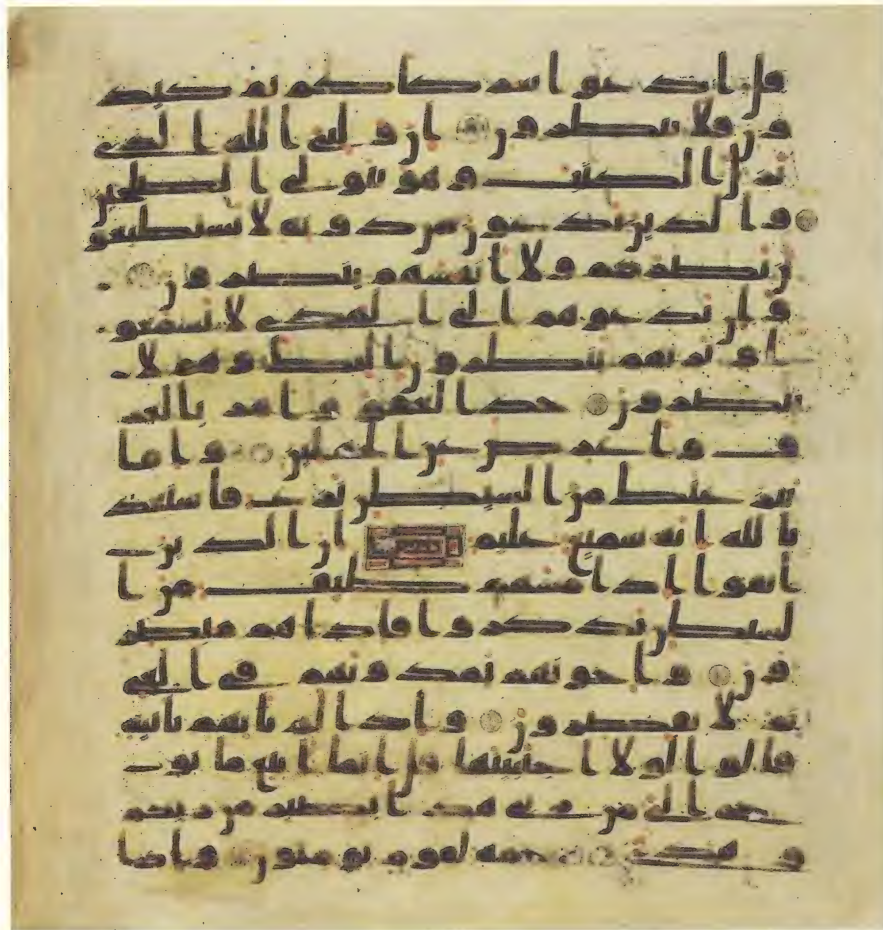 قل ادعوا شركاكم ثم كيد
ون فلا تنظرون ان ولي الله الذي
نزل الكتب وهو يتولى الصلحين
والذين تدعون من دونه لا يستطيعو
ن نصركم ولا انفسهم ينصرون
وان تدعوهم الى الهدى لا يسمعو
ا وتريهم ينظرون اليك وهم لا
يبصرون خذ العفو وامر بالعر
ف واعرض عن الجهلين واما
ينزغنك من الشيطن نزغ فاستعذ
بالله انه سميع عليم ان الذين
اتقوا اذا مسهم طيف من ا
لشيطن تذكروا فاذا هم مبصر
ون واخونهم يمدونهم في الغي
ثم لا يقصرون واذا لم تاتهم باية
قالوا لولا اجتبيتها قل انما اتبع ما يو
حى الي من ربي هذا بصير من ربكم
وهدى ورحمة لقوم يومنون واذا